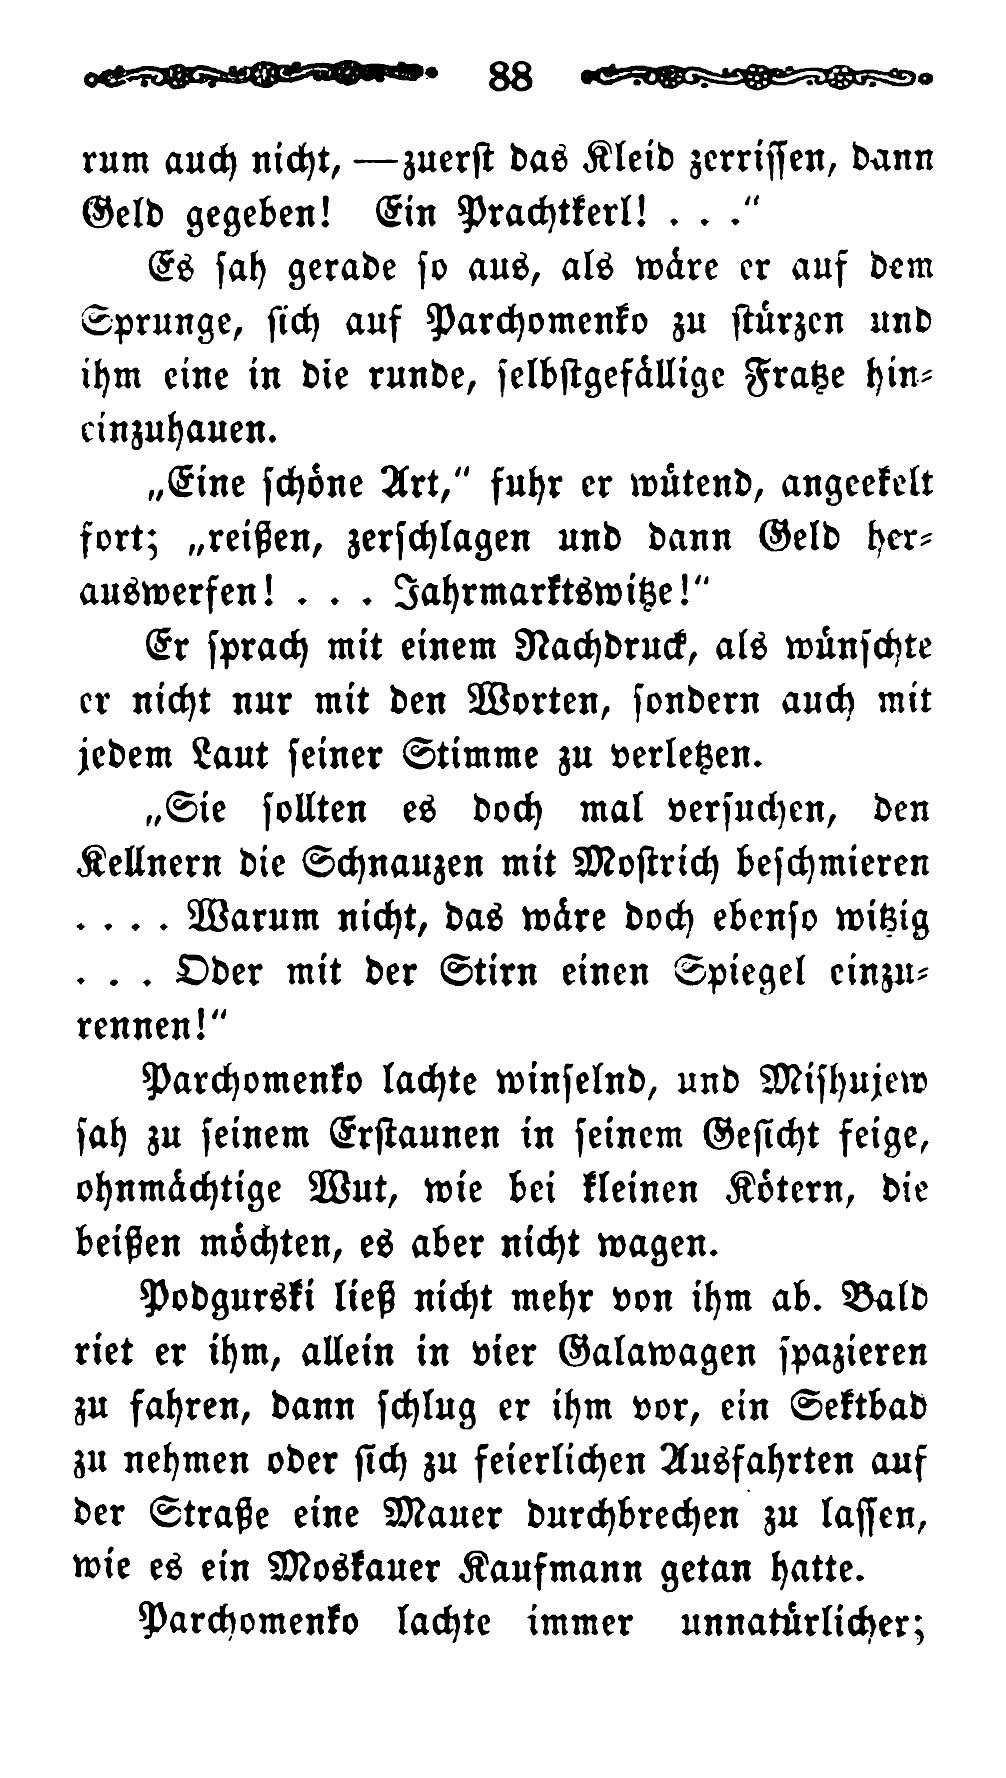 88
rum auch nicht, — zuerst das Kleid zerrissen, dann
Geld gegeben! Ein Prachtkerl! . . .“
Es sah gerade so aus, als wäre er auf dem
Sprunge, sich auf Parchomenko zu stürzen und
ihm eine in die runde, selbstgefällige Fratze hin-
einzuhauen.
„Eine schöne Art,“ fuhr er wütend, angeekelt
fort; „reißen, zerschlagen und dann Geld her-
auswerfen! . . . Jahrmarktswitze!“
Er sprach mit einem Nachdruck, als wünschte
er nicht nur mit den Worten, sondern auch mit
jedem Laut seiner Stimme zu verletzen.
„Sie sollten es doch mal versuchen, den
Kellnern die Schnauzen mit Mostrich beschmieren
. . . . Warum nicht, das wäre doch ebenso witzig
. . . Oder mit der Stirn einen Spiegel einzu-
rennen!“
Parchomenko lachte winselnd, und Mishujew
sah zu seinem Erstaunen in seinem Gesicht feige,
ohnmächtige Wut, wie bei kleinen Kötern, die
beißen möchten, es aber nicht wagen.
Podgurski ließ nicht mehr von ihm ab. Bald
riet er ihm, allein in vier Galawagen spazieren
zu fahren, dann schlug er ihm vor, ein Sektbad
zu nehmen oder sich zu feierlichen Ausfahrten auf
der Straße eine Mauer durchbrechen zu lassen,
wie es ein Moskauer Kaufmann getan hatte.
Parchomenko lachte immer unnatürlicher;